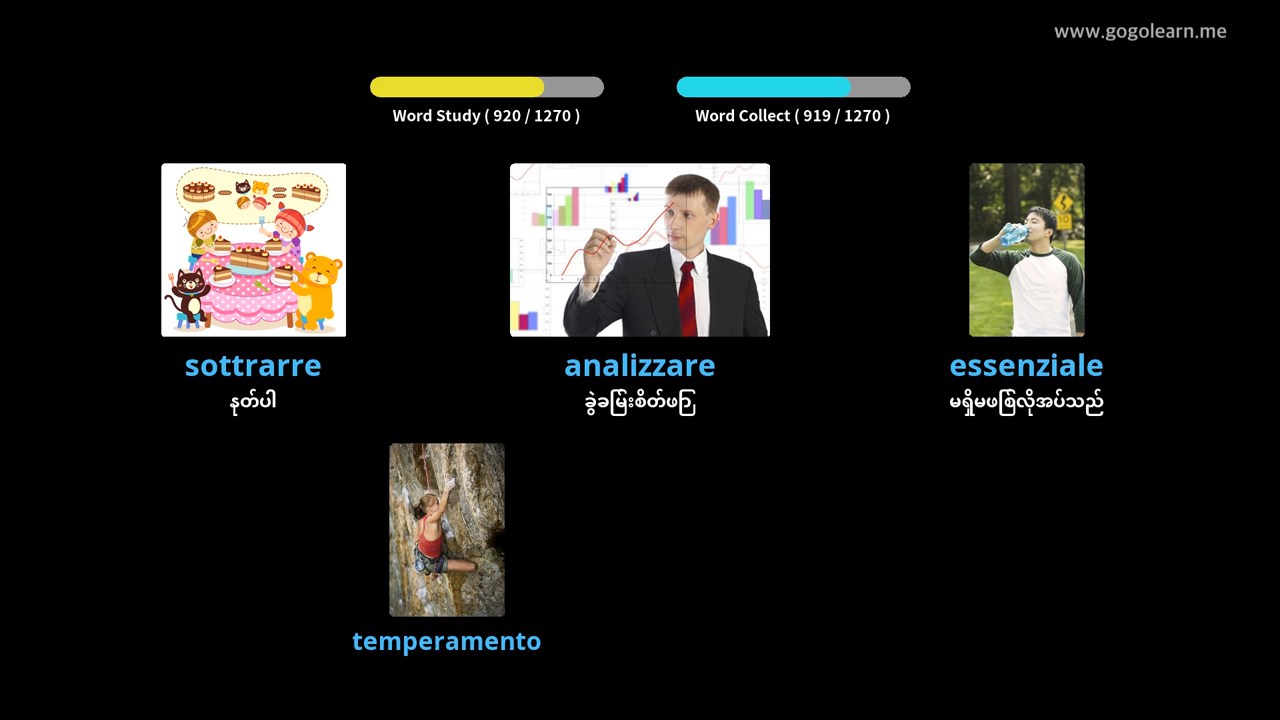 www.gogolearn.me
Word Study ( 920 / 1270 )
Word Collect ( 919 / 1270 )
sottrarre
analizzare
essenziale
နုတ်ပါ
ခွဲခမ်ြးစိတ်ဖာြ
မရှိမဖစ်ြလိုအပ်သည်
temperamento